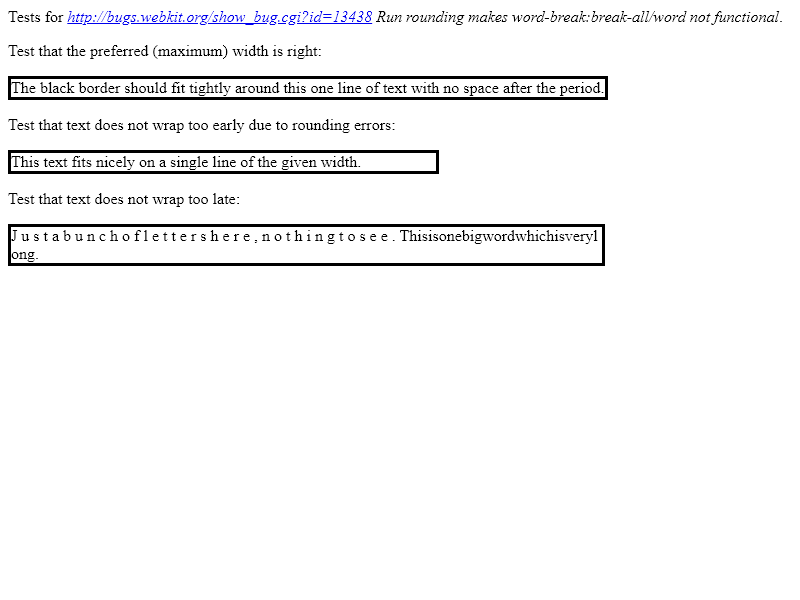 Tests for http://bugs.webkit.org/show_bug.cgi?id=13438 Run rounding makes word-break:break-all/word not functional.
Test that the preferred (maximum) width is right:
The black border should fit tightly around this one line of text with no space after the period.
Test that text does not wrap too early due to rounding errors:
This text fits nicely on a single line of the given width.
Test that text does not wrap too late:
J u s t a b u n c h o f l e t t e r s h e r e , n o t h i n g t o s e e . Thisisonebigwordwhichisveryl
ong.